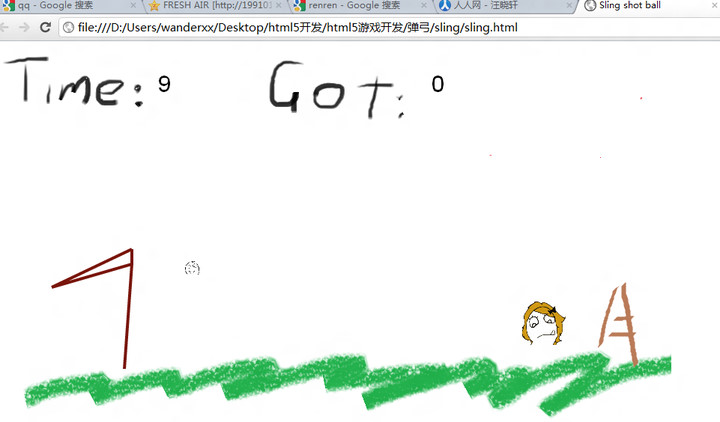 qq - Google 搜索 FRESH AIR [http://19910 renren - Google 搜索 人人网 - 汪晓轩 Sling shot ball
file:///D:/Users/wanderxx/Desktop/html5开发/html5游戏开发/弹弓/sling/sling.html
Time: 9 Got: 0